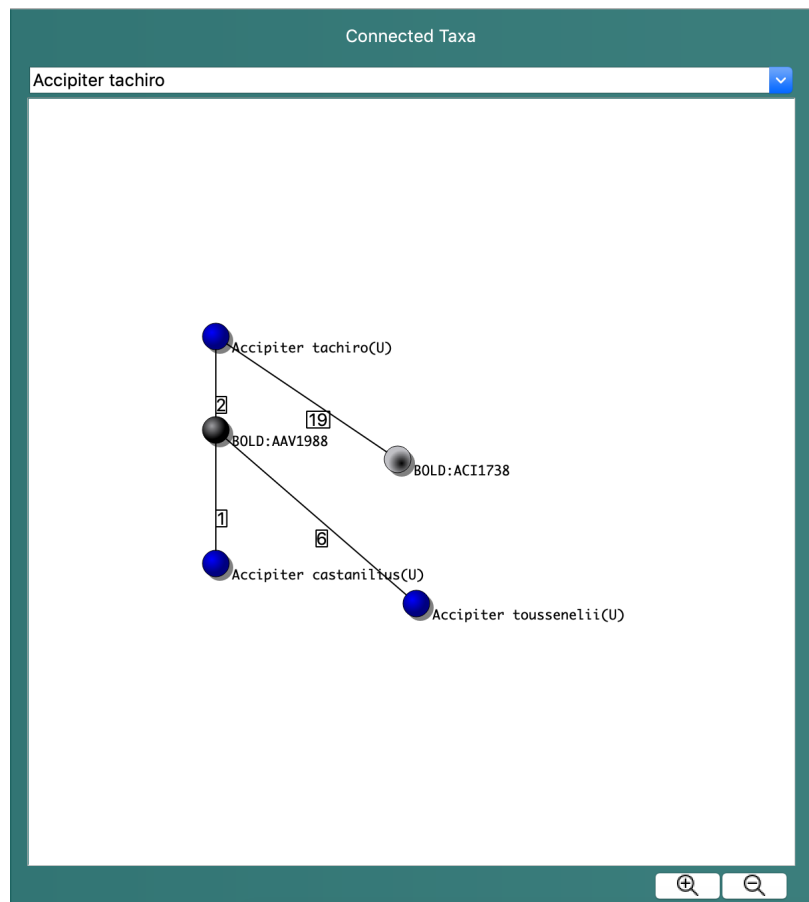 Connected Taxa
Accipiter tachiro
Accipiter tachiro(U)
2
19
BOLD:AAV1988
BOLD:ACI1738
1
6
Accipiter castanilius(U)
Accipiter toussenelii(U)